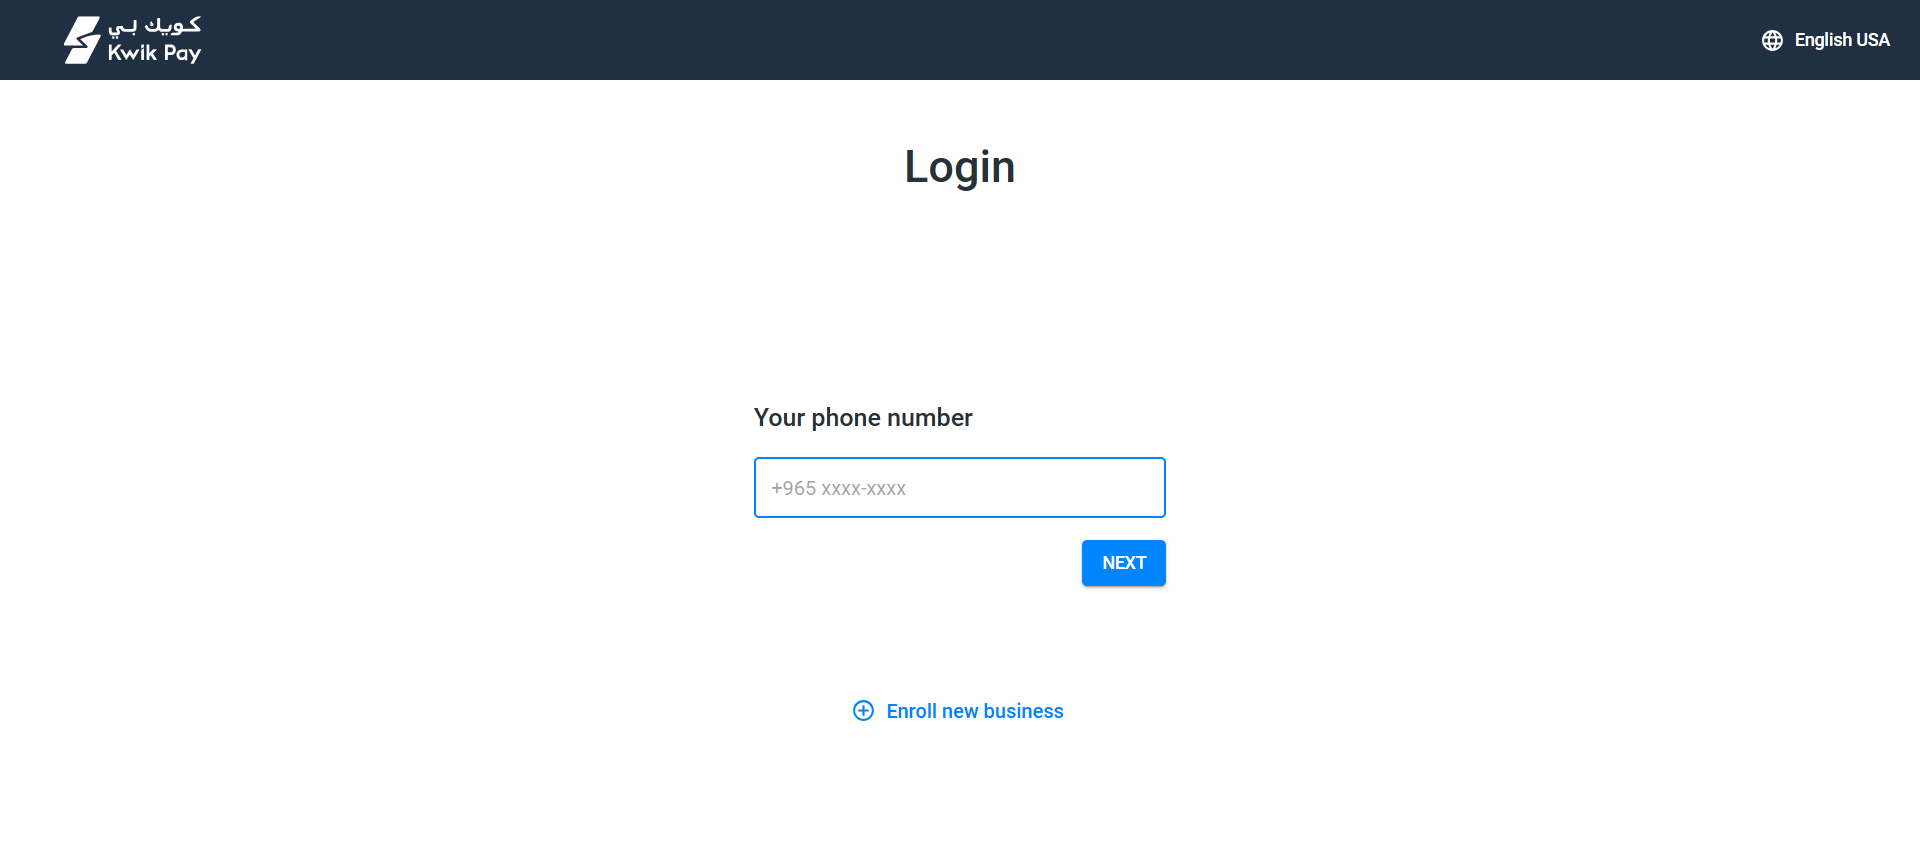 كويك بي
Kwik Pay
English USA
Login
Your phone number
+965 xxxx-xxxx
NEXT
Enroll new business